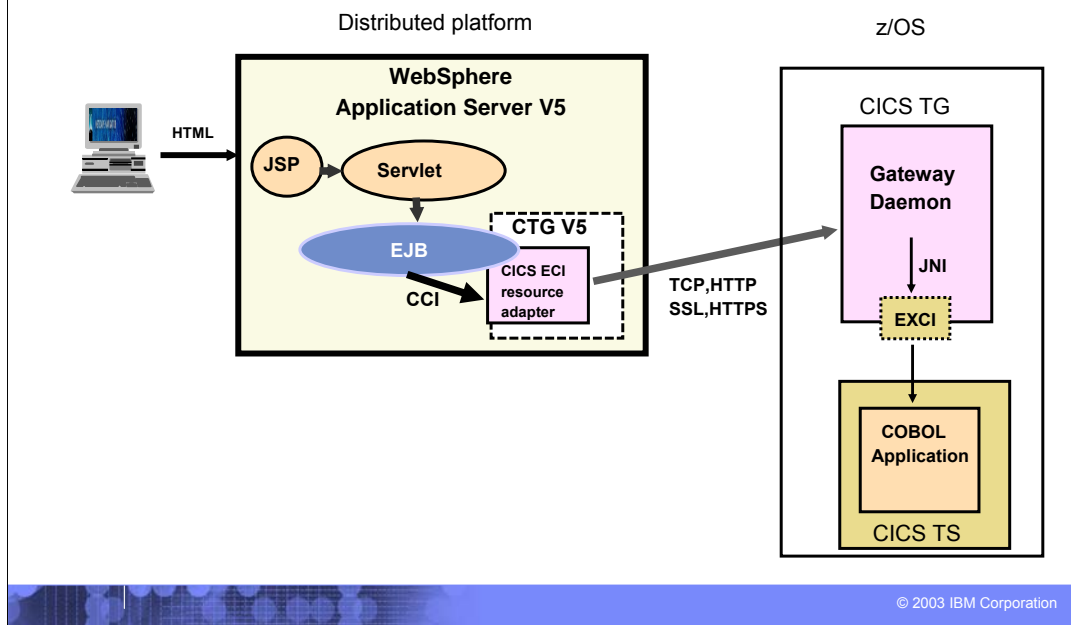 Distributed platform
z/OS
WebSphere
Application Server V5
CICS TG
HTML
JSP
Servlet
Gateway
Daemon
CTG V5
EJB
CICS ECI
resource
adapter
CCI
TCP,HTTP
SSL,HTTPS
JNI
EXCI
COBOL
Application
CICS TS
© 2003 IBM Corporation